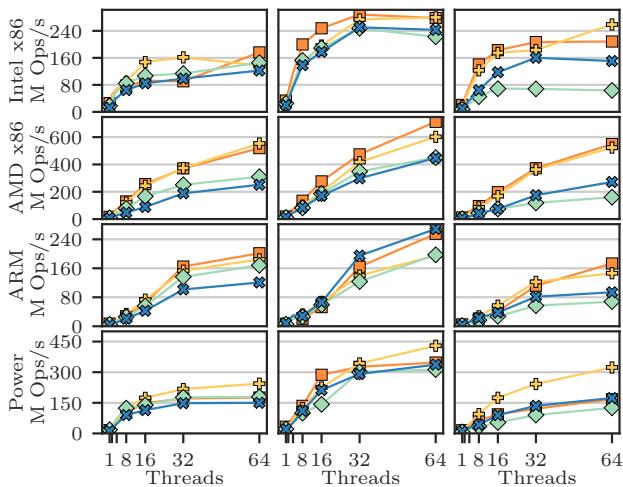 Intel x86
M Ops/s
240
160
80
0
AMD x86
M Ops/s
600
400
200
0
ARM
M Ops/s
240
160
80
0
Power
M Ops/s
450
300
150
0
1 8 16 32 64
1 8 16 32 64
1 8 16 32 64
Threads Threads Threads